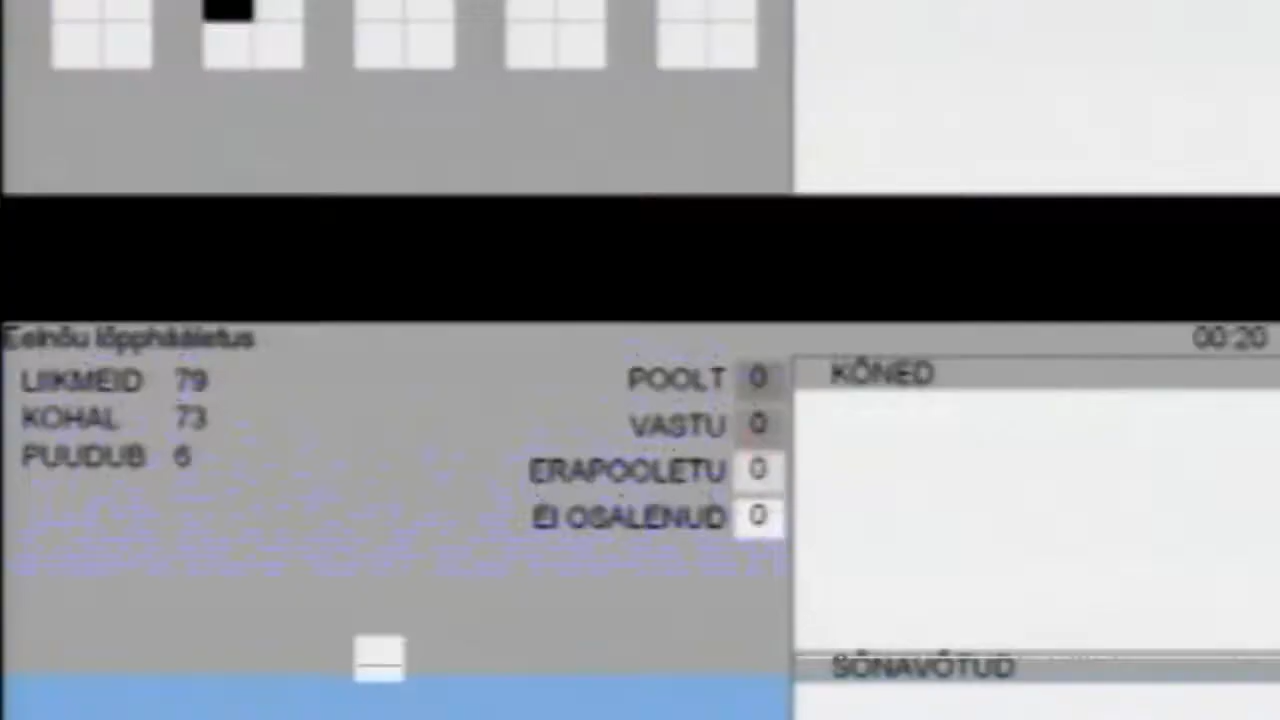 Eelnõu lõpphääletus
00:20
LIIKMEID 79
KOHAL 73
PUUDUB 6
POOLT 0
VASTU 0
ERAPOOLETU 0
EI OSALENUD 0
KÕNED
SÕNAVÕTUD